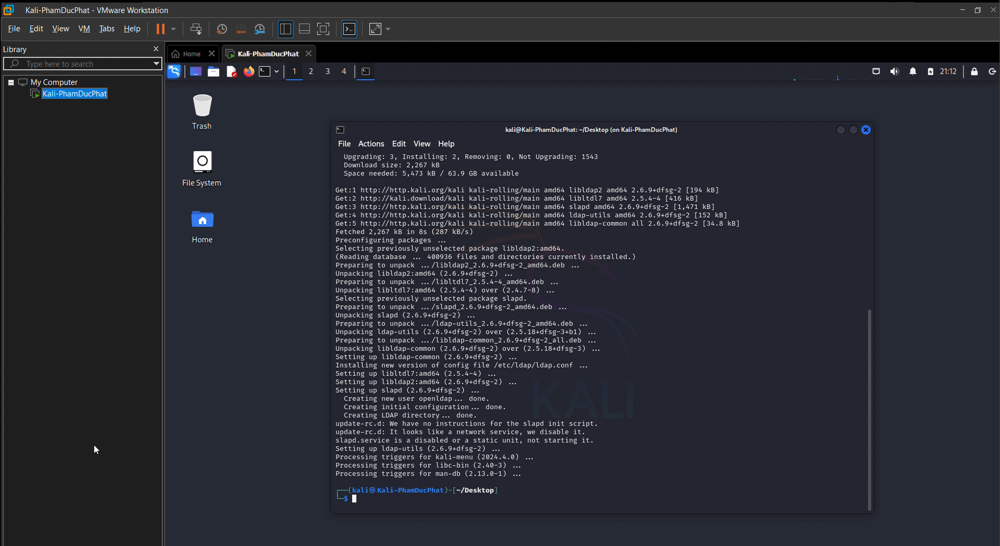 Kali-PhamDucPhat - VMware Workstation
File Edit View VM Tabs Help
Library
Type here to search
My Computer
Kali-PhamDucPhat
Home
Kali-PhamDucPhat
1 2 3 4
21:12
Trash
File System
Home
kali@Kali-PhamDucPhat: ~/Desktop (on Kali-PhamDucPhat)
File Actions Edit View Help
Upgrading: 3, Installing: 2, Removing: 0, Not Upgrading: 1543
Download size: 2,267 kB
Space needed: 5,473 kB / 63.9 GB available
Get:1 http://http.kali.org/kali kali-rolling/main amd64 libldap2 amd64 2.6.9+dfsg-2 [194 kB]
Get:2 http://kali.download/kali kali-rolling/main amd64 libltdl7 amd64 2.5.4-4 [416 kB]
Get:3 http://http.kali.org/kali kali-rolling/main amd64 slapd amd64 2.6.9+dfsg-2 [1,471 kB]
Get:4 http://http.kali.org/kali kali-rolling/main amd64 ldap-utils amd64 2.6.9+dfsg-2 [152 kB]
Get:5 http://http.kali.org/kali kali-rolling/main amd64 libldap-common all 2.6.9+dfsg-2 [34.8 kB]
Fetched 2,267 kB in 8s (287 kB/s)
Preconfiguring packages ...
Selecting previously unselected package libldap2:amd64.
(Reading database ... 400936 files and directories currently installed.)
Preparing to unpack .../libldap2_2.6.9+dfsg-2_amd64.deb ...
Unpacking libldap2:amd64 (2.6.9+dfsg-2) ...
Preparing to unpack .../libltdl7_2.5.4-4_amd64.deb ...
Unpacking libltdl7:amd64 (2.5.4-4) over (2.4.7-8) ...
Selecting previously unselected package slapd.
Preparing to unpack .../slapd_2.6.9+dfsg-2_amd64.deb ...
Unpacking slapd (2.6.9+dfsg-2) ...
Preparing to unpack .../ldap-utils_2.6.9+dfsg-2_amd64.deb ...
Unpacking ldap-utils (2.6.9+dfsg-2) over (2.5.18+dfsg-3+b1) ...
Preparing to unpack .../libldap-common_2.6.9+dfsg-2_all.deb ...
Unpacking libldap-common (2.6.9+dfsg-2) over (2.5.18+dfsg-3) ...
Setting up libldap-common (2.6.9+dfsg-2) ...
Installing new version of config file /etc/ldap/ldap.conf ...
Setting up libltdl7:amd64 (2.5.4-4) ...
Setting up libldap2:amd64 (2.6.9+dfsg-2) ...
Setting up slapd (2.6.9+dfsg-2) ...
Creating new user openldap... done.
Creating initial configuration... done.
Creating LDAP directory... done.
update-rc.d: We have no instructions for the slapd init script.
update-rc.d: It looks like a network service, we disable it.
slapd.service is a disabled or a static unit, not starting it.
Setting up ldap-utils (2.6.9+dfsg-2) ...
Processing triggers for kali-menu (2024.4.0) ...
Processing triggers for libc-bin (2.40-3) ...
Processing triggers for man-db (2.13.0-1) ...
KALI
┌──(kali㉿Kali-PhamDucPhat)-[~/Desktop]
└─$